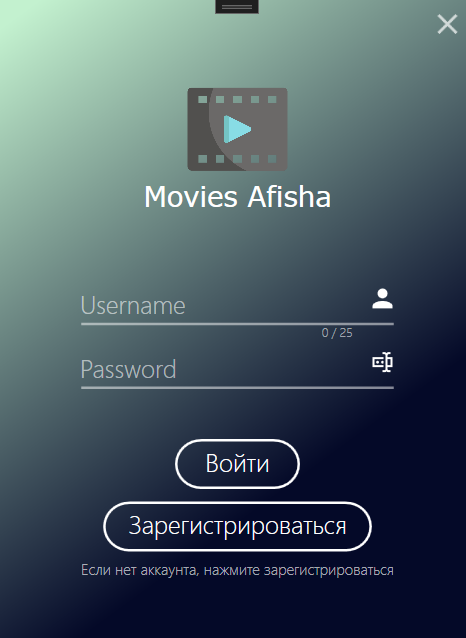 Movies Afisha
Username
0 / 25
Password
Войти
Зарегистрироваться
Если нет аккаунта, нажмите зарегистрироваться